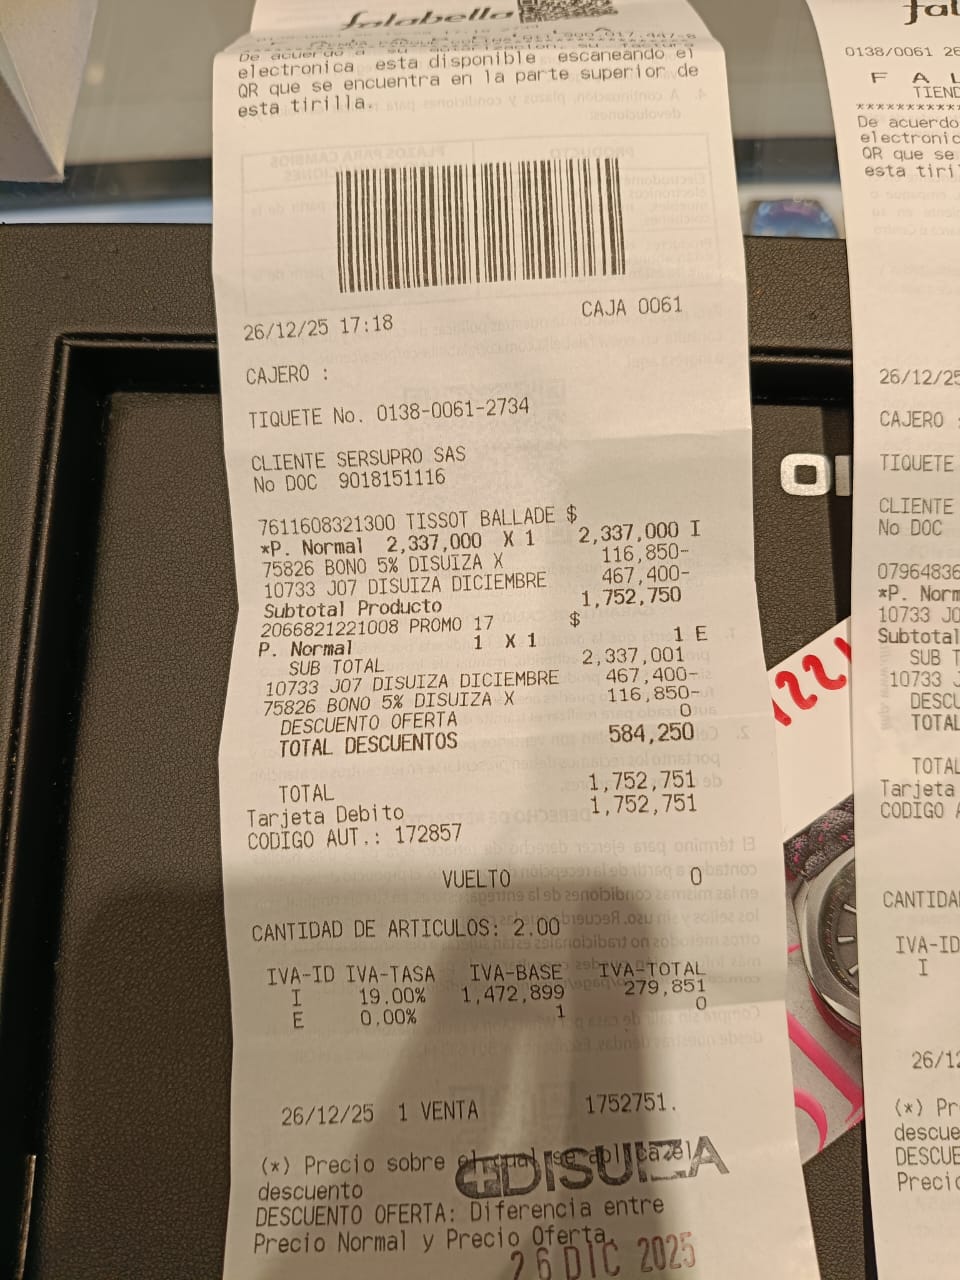 falabella
De acuerdo a su autorizacion, su factura
electronica esta disponible escaneando el
QR que se encuentra en la parte superior de
esta tirilla.
26/12/25 17:18 CAJA 0061
CAJERO :
TIQUETE No. 0138-0061-2734
CLIENTE SERSUPRO SAS
No DOC 9018151116
7611608321300 TISSOT BALLADE $
*P. Normal 2,337,000 X 1 2,337,000 I
75826 BONO 5% DISUIZA X 116,850-
10733 J07 DISUIZA DICIEMBRE 467,400-
Subtotal Producto 1,752,750
2066821221008 PROMO 17 $
P. Normal 1 X 1 1 E
SUB TOTAL 2,337,001
10733 J07 DISUIZA DICIEMBRE 467,400-
75826 BONO 5% DISUIZA X 116,850-
DESCUENTO OFERTA 0
TOTAL DESCUENTOS 584,250
TOTAL 1,752,751
Tarjeta Debito 1,752,751
CODIGO AUT.: 172857
VUELTO 0
CANTIDAD DE ARTICULOS: 2.00
IVA-ID IVA-TASA IVA-BASE IVA-TOTAL
I 19.00% 1,472,899 279,851
E 0.00% 1 0
26/12/25 1 VENTA 1752751.
(*) Precio sobre el cual se aplica el
descuento
DISUIZA
DESCUENTO OFERTA: Diferencia entre
Precio Normal y Precio Oferta.
26 DIC 2025
fal
0138/0061 26
F A L
TIEND
***********
De acuerdo
electronic
QR que se
esta tiri
26/12/25
CAJERO :
TIQUETE
CLIENTE
No DOC
0796483
*P. Norm
10733 J0
Subtotal
SUB T
10733 J
DESCU
TOTAL
TOTAL
Tarjeta
CODIGO A
CANTIDA
IVA-ID
I
26/12
(*) Pr
descue
DESCUE
Precio